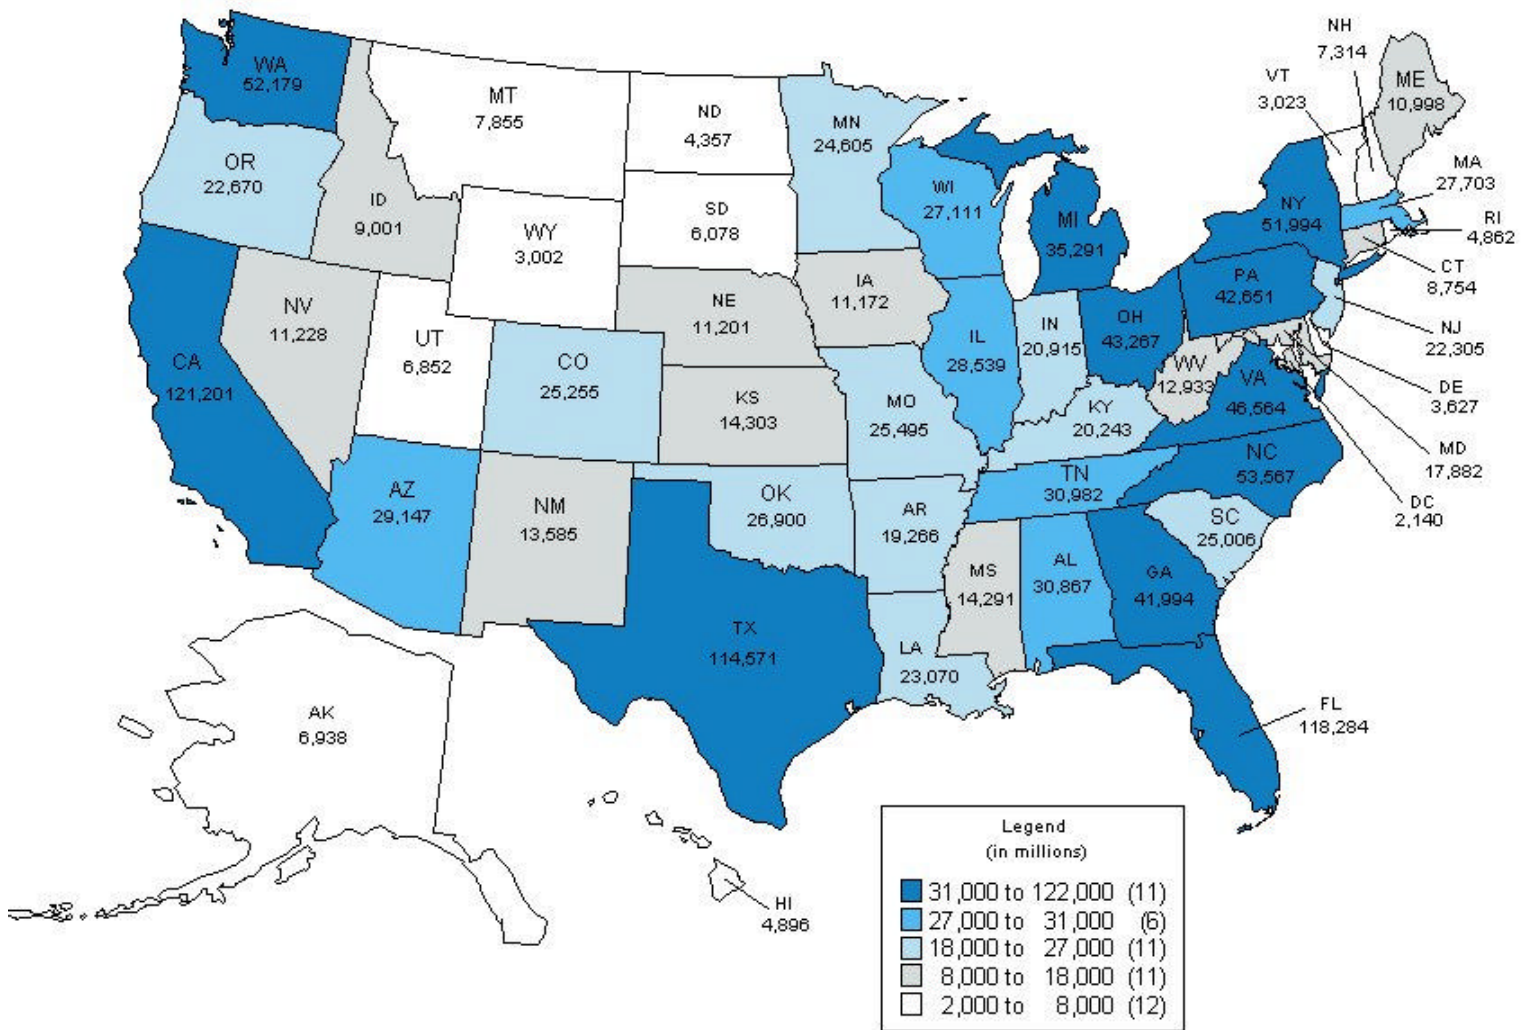 WA
52,179
MT
7,855
ND
4,357
MN
24,605
NH
7,314
VT
3,023
ME
10,998
OR
22,670
ID
9,001
WY
3,002
SD
6,078
WI
27,111
MI
35,291
NY
51,994
MA
27,703
RI
4,862
CT
8,754
NV
11,228
UT
6,852
NE
11,201
IA
11,172
IL
28,539
IN
20,915
OH
43,267
PA
42,651
NJ
22,305
CA
121,201
CO
25,255
KS
14,303
MO
25,495
KY
20,243
WV
12,933
VA
46,564
DE
3,627
MD
17,882
DC
2,140
AZ
29,147
NM
13,585
OK
26,900
AR
19,266
TN
30,982
NC
53,567
SC
25,006
MS
14,291
AL
30,867
GA
41,994
TX
114,571
LA
23,070
FL
118,284
AK
6,938
HI
4,896
Legend
(in millions)
31,000 to 122,000 (11)
27,000 to 31,000 (6)
18,000 to 27,000 (11)
8,000 to 18,000 (11)
2,000 to 8,000 (12)